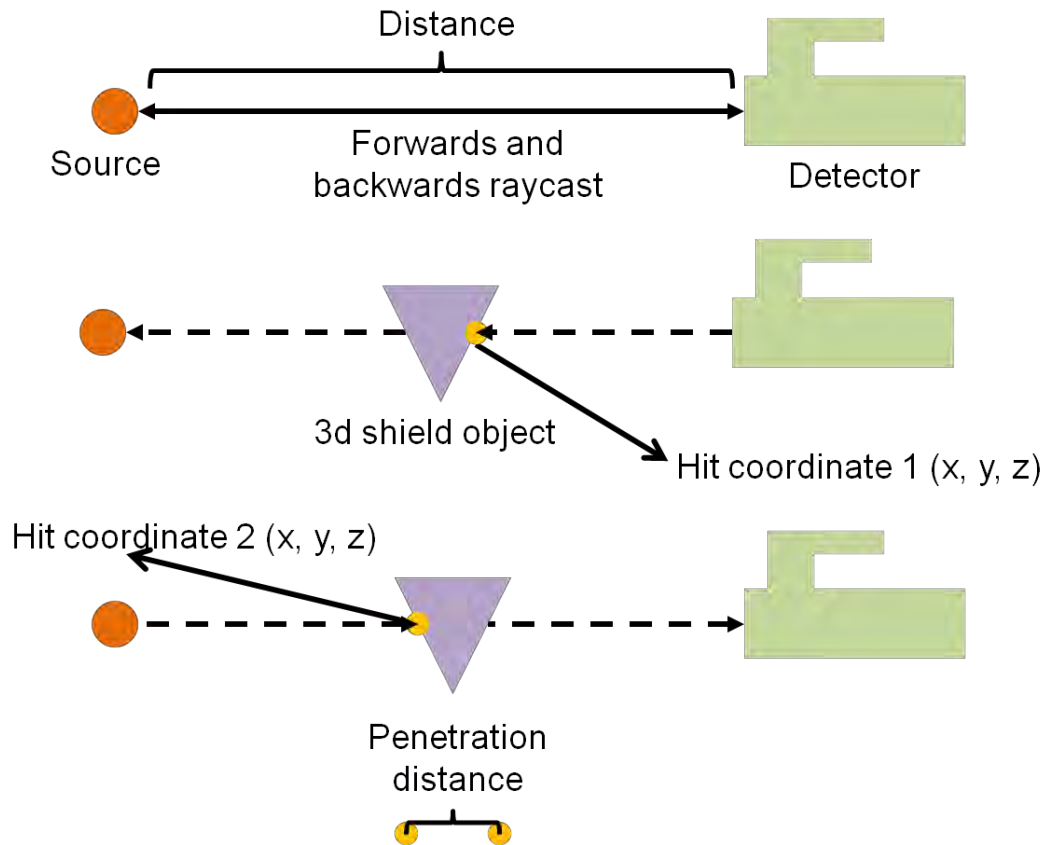 Distance
Source
Forwards and
backwards raycast
Detector
3d shield object
Hit coordinate 1 (x, y, z)
Hit coordinate 2 (x, y, z)
Penetration
distance